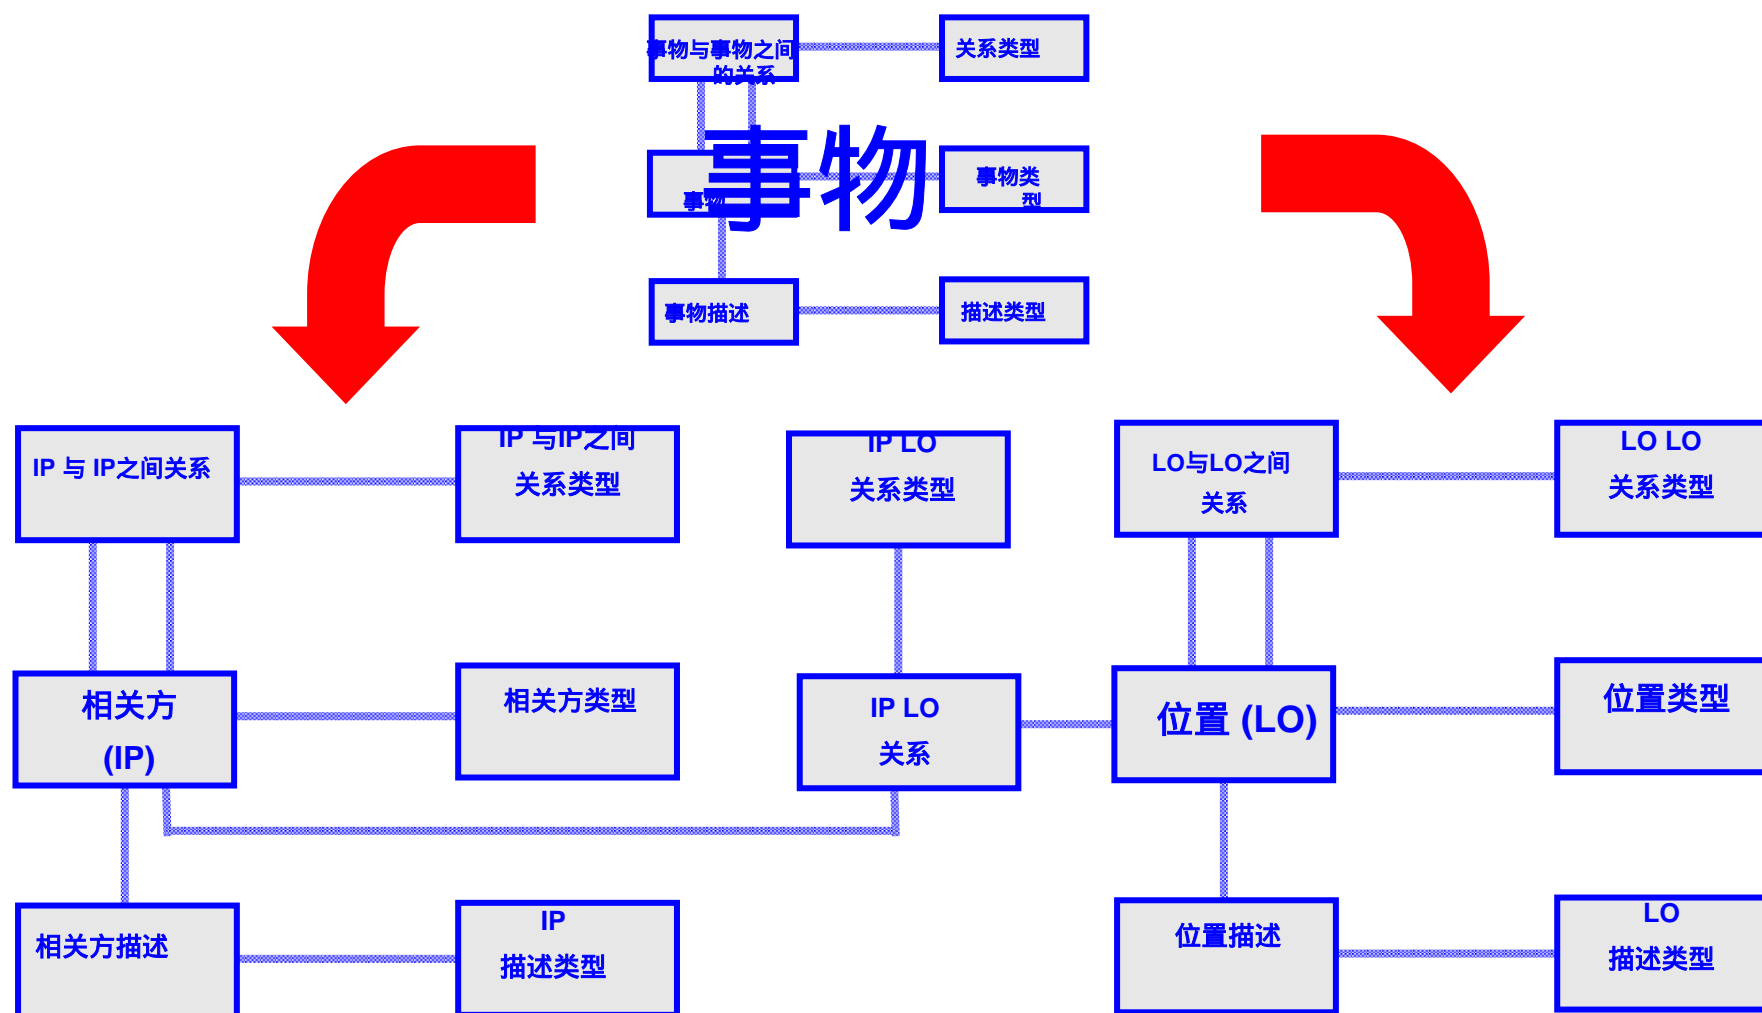 事物与事物之间
的关系
关系类型
事物
事物
事物类
型
事物描述
描述类型
IP 与 IP之间关系
IP 与IP之间
关系类型
IP LO
关系类型
LO与LO之间
关系
LO LO
关系类型
相关方
(IP)
相关方类型
IP LO
关系
位置 (LO)
位置类型
相关方描述
IP
描述类型
位置描述
LO
描述类型